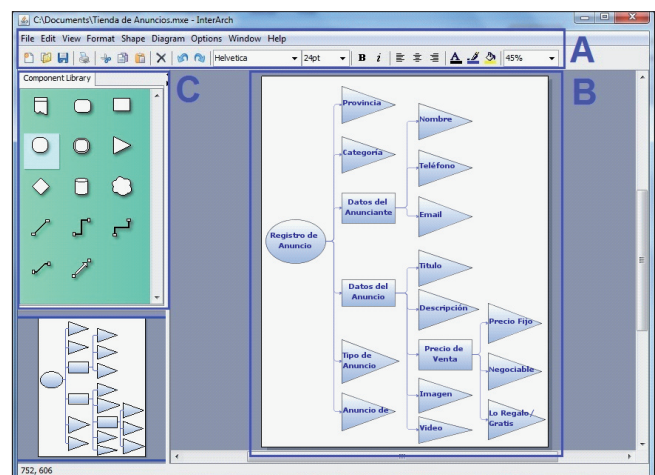 C:\Documents\Tienda de Anuncios.mxe - InterArch
File Edit View Format Shape Diagram Options Window Help
Helvetica 24pt B i A 45%
A
Component Library
C
B
Provincia
Nombre
Categoría
Teléfono
Datos del
Anunciante
Email
Registro de
Anuncio
Titulo
Datos del
Anuncio
Descripción
Precio Fijo
Precio de
Venta
Tipo de
Anuncio
Negociable
Imagen
Anuncio de
Lo Regalo/
Gratis
Video
752, 606